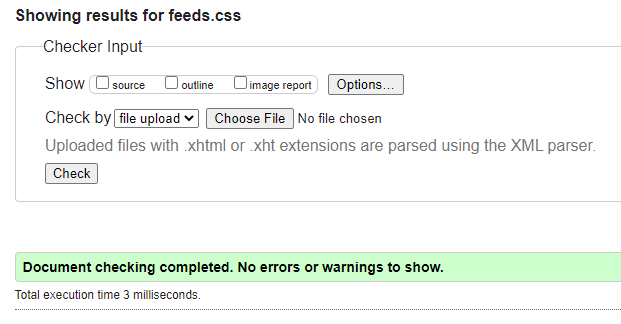 Showing results for feeds.css
Checker Input
Show source outline image report Options...
Check by file upload Choose File No file chosen
Uploaded files with .xhtml or .xht extensions are parsed using the XML parser.
Check
Document checking completed. No errors or warnings to show.
Total execution time 3 milliseconds.